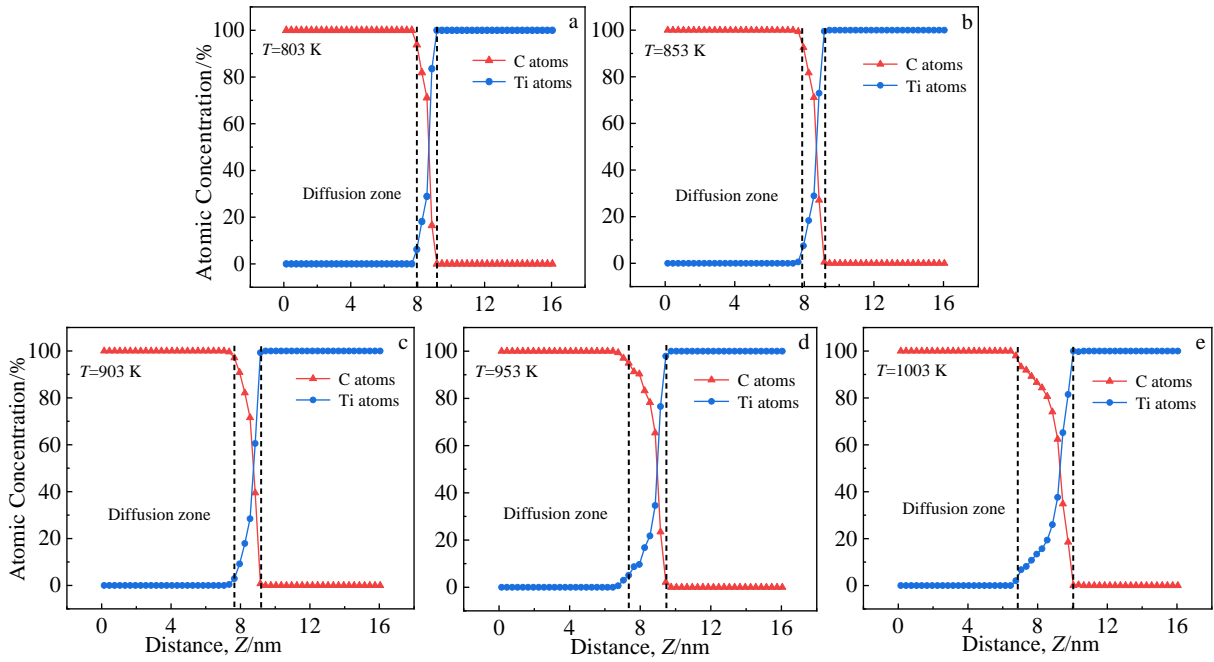 a
100
T=803 K
C atoms
Ti atoms
80
60
40
Diffusion zone
20
0
0 4 8 12 16
Atomic Concentration/%
b
100
T=853 K
C atoms
Ti atoms
80
60
40
Diffusion zone
20
0
0 4 8 12 16
c
100
T=903 K
C atoms
Ti atoms
80
60
40
Diffusion zone
20
0
0 4 8 12 16
Atomic Concentration/%
Distance, Z/nm
d
100
T=953 K
C atoms
Ti atoms
80
60
40
Diffusion zone
20
0
0 4 8 12 16
Distance, Z/nm
e
100
T=1003 K
C atoms
Ti atoms
80
60
40
Diffusion zone
20
0
0 4 8 12 16
Distance, Z/nm